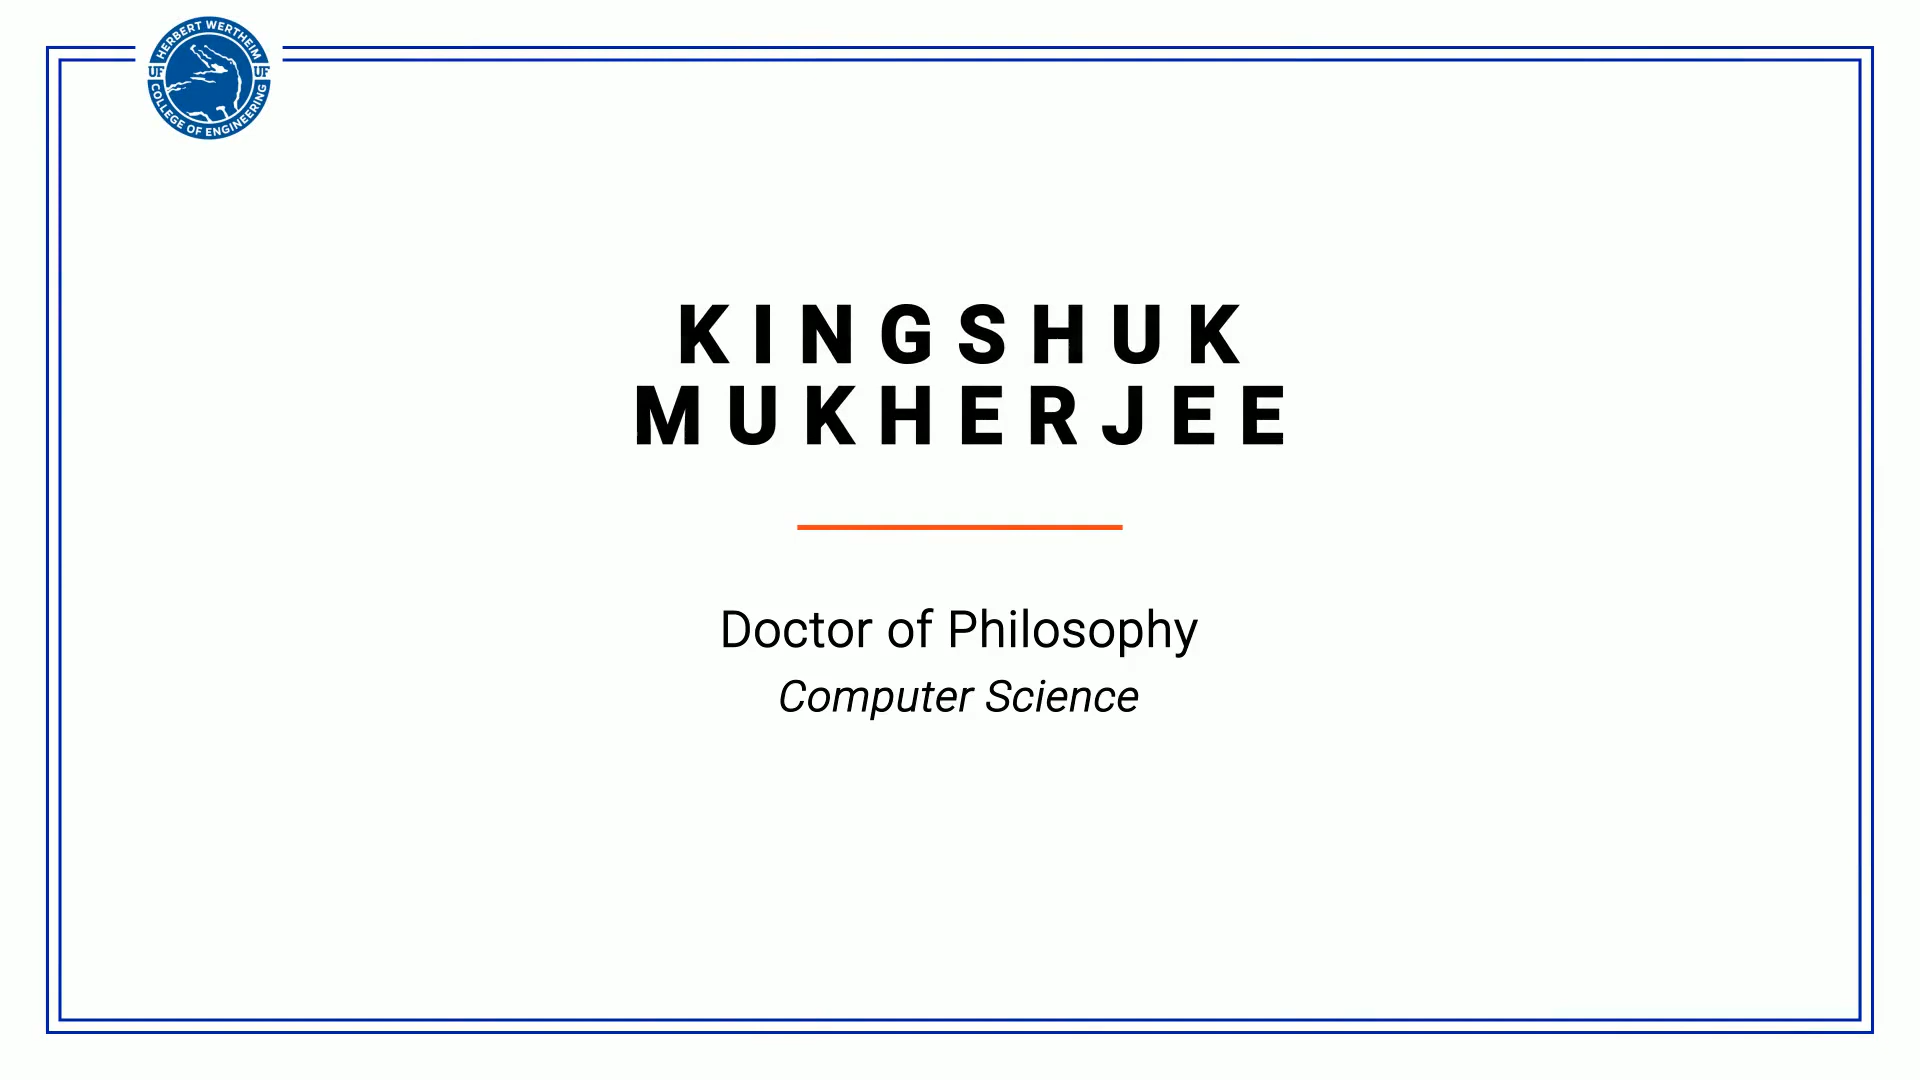 HERBERT WERTHEIM
UF UF
COLLEGE OF ENGINEERING
KINGSHUK
MUKHERJEE
Doctor of Philosophy
Computer Science